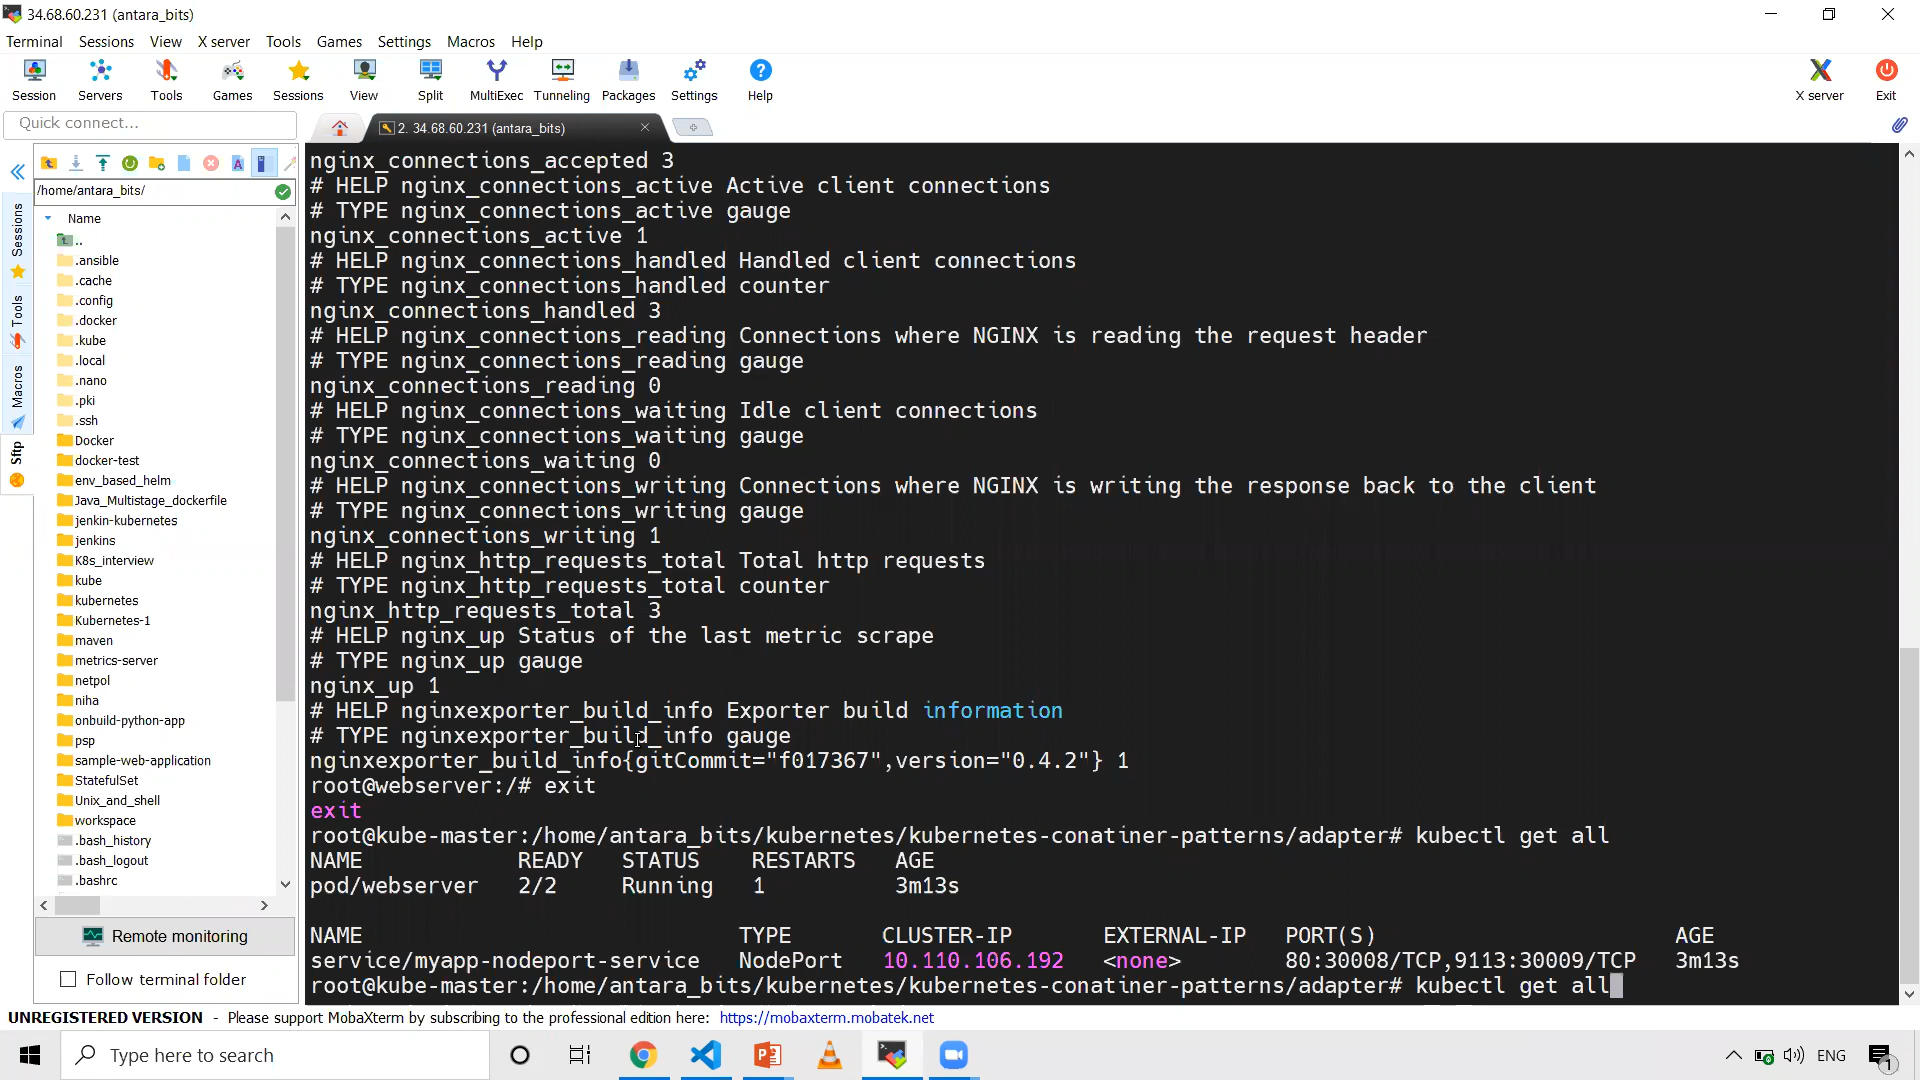 34.68.60.231 (antara_bits)
Terminal Sessions View X server Tools Games Settings Macros Help
Session Servers Tools Games Sessions View Split MultiExec Tunneling Packages Settings Help X server Exit
Quick connect...
2. 34.68.60.231 (antara_bits)
/home/antara_bits/
Name
..
.ansible
.cache
.config
.docker
.kube
.local
.nano
.pki
.ssh
Docker
docker-test
env_based_helm
Java_Multistage_dockerfile
jenkin-kubernetes
jenkins
K8s_interview
kube
kubernetes
Kubernetes-1
maven
metrics-server
netpol
niha
onbuild-python-app
psp
sample-web-application
StatefulSet
Unix_and_shell
workspace
.bash_history
.bash_logout
.bashrc
Sessions
Tools
Macros
Sftp
Remote monitoring
Follow terminal folder
nginx_connections_accepted 3
# HELP nginx_connections_active Active client connections
# TYPE nginx_connections_active gauge
nginx_connections_active 1
# HELP nginx_connections_handled Handled client connections
# TYPE nginx_connections_handled counter
nginx_connections_handled 3
# HELP nginx_connections_reading Connections where NGINX is reading the request header
# TYPE nginx_connections_reading gauge
nginx_connections_reading 0
# HELP nginx_connections_waiting Idle client connections
# TYPE nginx_connections_waiting gauge
nginx_connections_waiting 0
# HELP nginx_connections_writing Connections where NGINX is writing the response back to the client
# TYPE nginx_connections_writing gauge
nginx_connections_writing 1
# HELP nginx_http_requests_total Total http requests
# TYPE nginx_http_requests_total counter
nginx_http_requests_total 3
# HELP nginx_up Status of the last metric scrape
# TYPE nginx_up gauge
nginx_up 1
# HELP nginxexporter_build_info Exporter build information
# TYPE nginxexporter_build_info gauge
nginxexporter_build_info{gitCommit="f017367",version="0.4.2"} 1
root@webserver:/# exit
exit
root@kube-master:/home/antara_bits/kubernetes/kubernetes-conatiner-patterns/adapter# kubectl get all
NAME READY STATUS RESTARTS AGE
pod/webserver 2/2 Running 1 3m13s
NAME TYPE CLUSTER-IP EXTERNAL-IP PORT(S) AGE
service/myapp-nodeport-service NodePort 10.110.106.192 <none> 80:30008/TCP,9113:30009/TCP 3m13s
root@kube-master:/home/antara_bits/kubernetes/kubernetes-conatiner-patterns/adapter# kubectl get all
UNREGISTERED VERSION - Please support MobaXterm by subscribing to the professional edition here: https://mobaxterm.mobatek.net
Type here to search
ENG
1